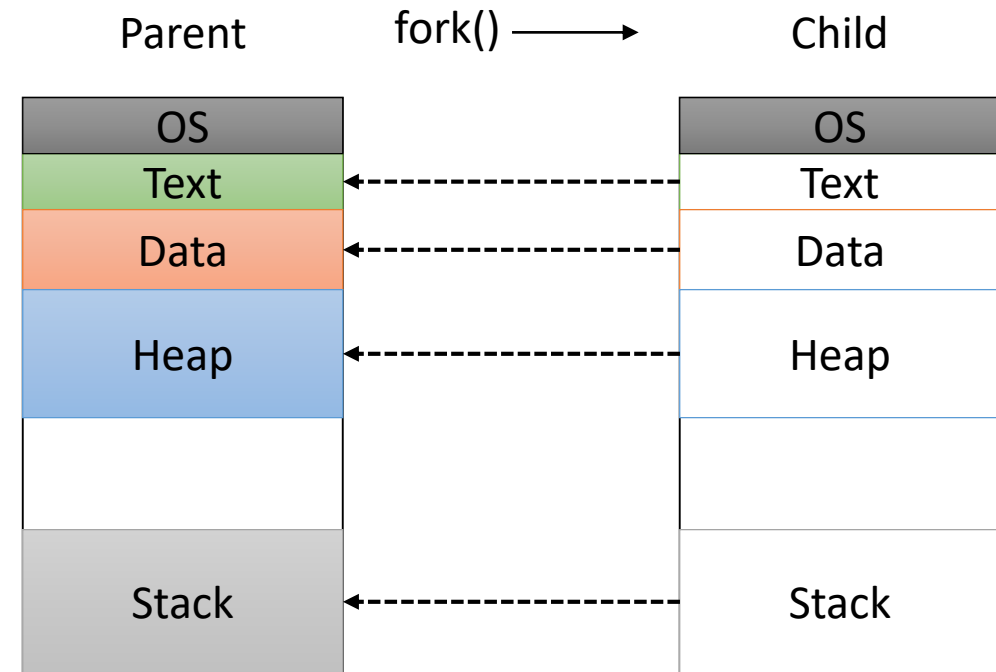 Parent fork() Child
OS OS
Text Text
Data Data
Heap Heap
Stack Stack